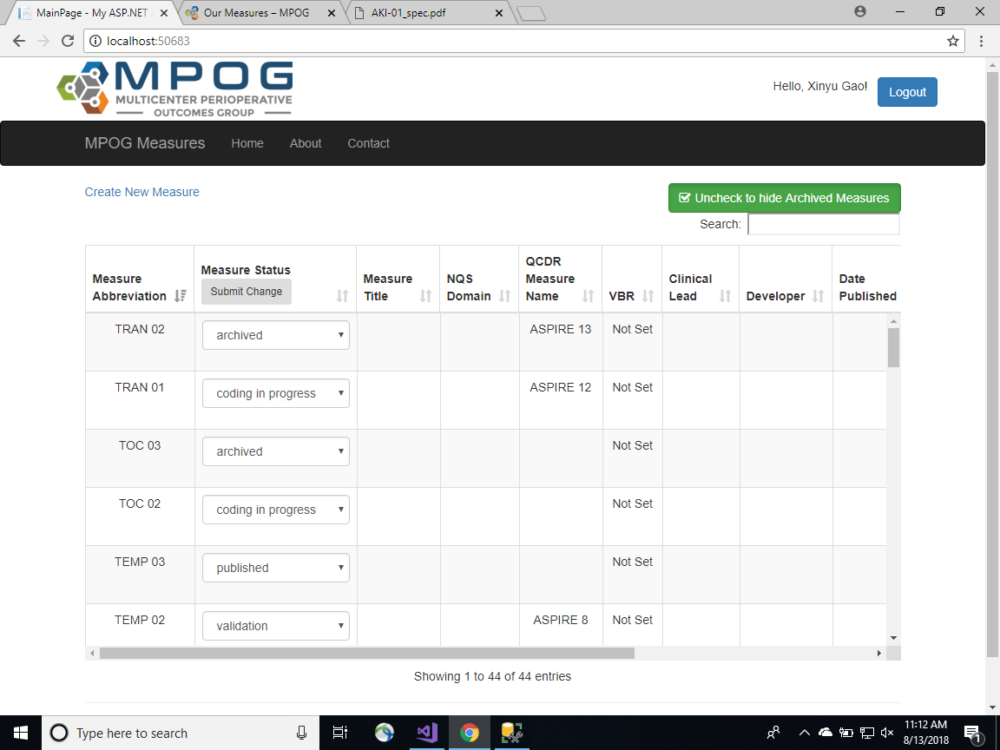 MainPage - My ASP.NET
Our Measures – MPOG
AKI-01_spec.pdf
localhost:50683
MPOG
MULTICENTER PERIOPERATIVE
OUTCOMES GROUP
Hello, Xinyu Gao!
Logout
MPOG Measures
Home
About
Contact
Create New Measure
Uncheck to hide Archived Measures
Search:
Measure Abbreviation
Measure Status
Submit Change
Measure Title
NQS Domain
QCDR Measure Name
VBR
Clinical Lead
Developer
Date Published
TRAN 02 archived ASPIRE 13 Not Set
TRAN 01 coding in progress ASPIRE 12 Not Set
TOC 03 archived Not Set
TOC 02 coding in progress Not Set
TEMP 03 published Not Set
TEMP 02 validation ASPIRE 8 Not Set
Showing 1 to 44 of 44 entries
Type here to search
11:12 AM
8/13/2018
1